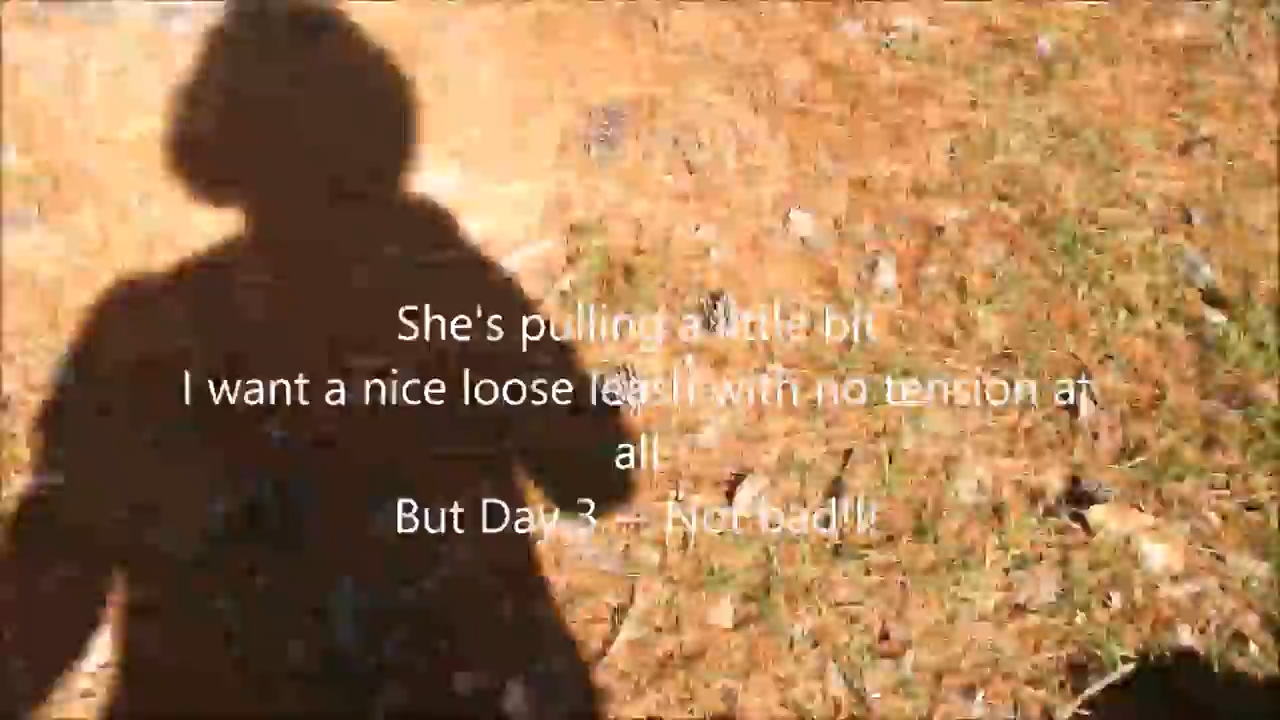 She's pulling a little bit
I want a nice loose leash with no tension at
all
But Day 3 – Not bad!!!